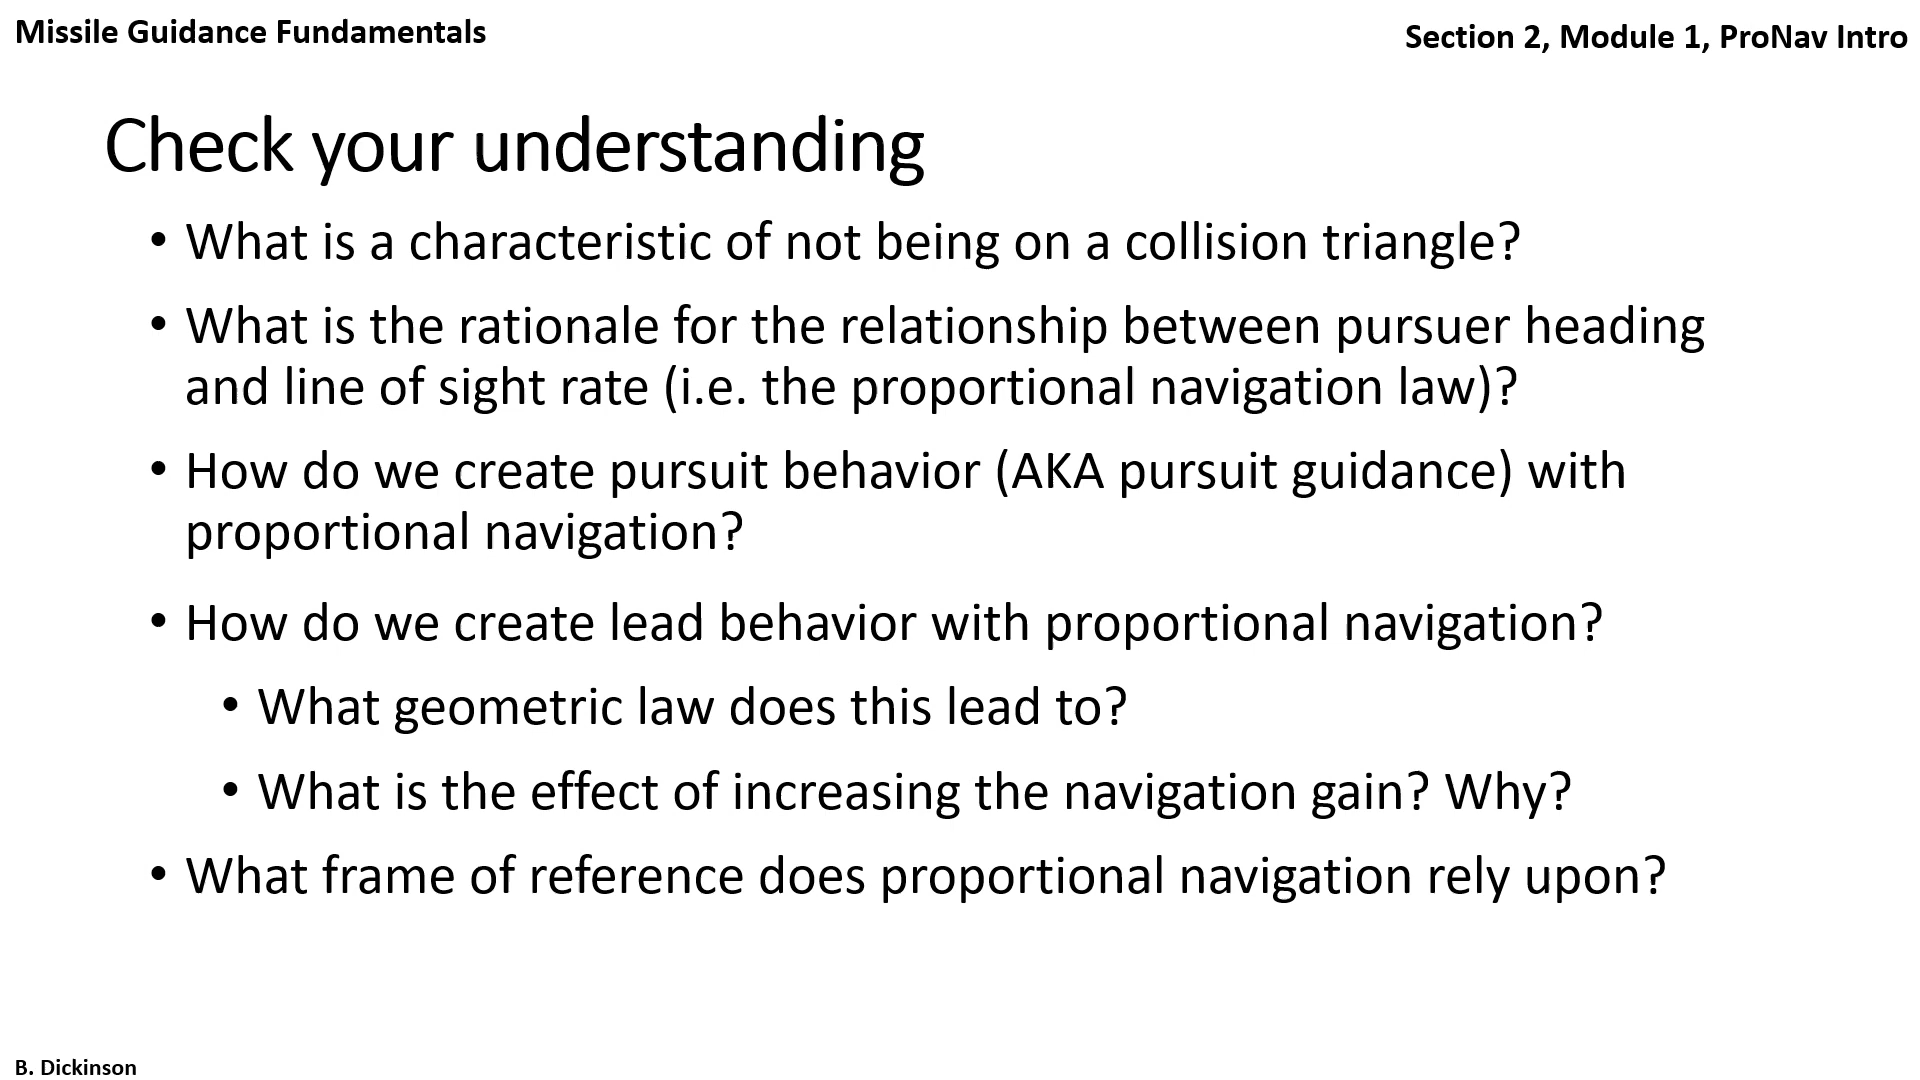 Missile Guidance Fundamentals
Section 2, Module 1, ProNav Intro
Check your understanding
• What is a characteristic of not being on a collision triangle?
• What is the rationale for the relationship between pursuer heading
and line of sight rate (i.e. the proportional navigation law)?
• How do we create pursuit behavior (AKA pursuit guidance) with
proportional navigation?
• How do we create lead behavior with proportional navigation?
• What geometric law does this lead to?
• What is the effect of increasing the navigation gain? Why?
• What frame of reference does proportional navigation rely upon?
B. Dickinson